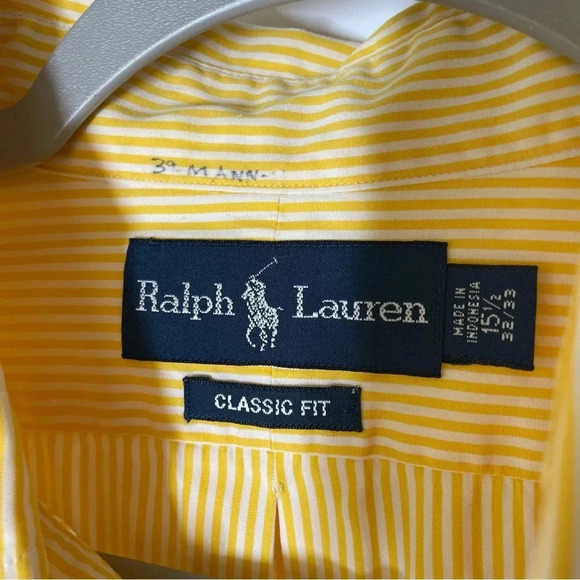 Ralph Lauren
MADE IN
INDONESIA
15½
32/33
CLASSIC FIT